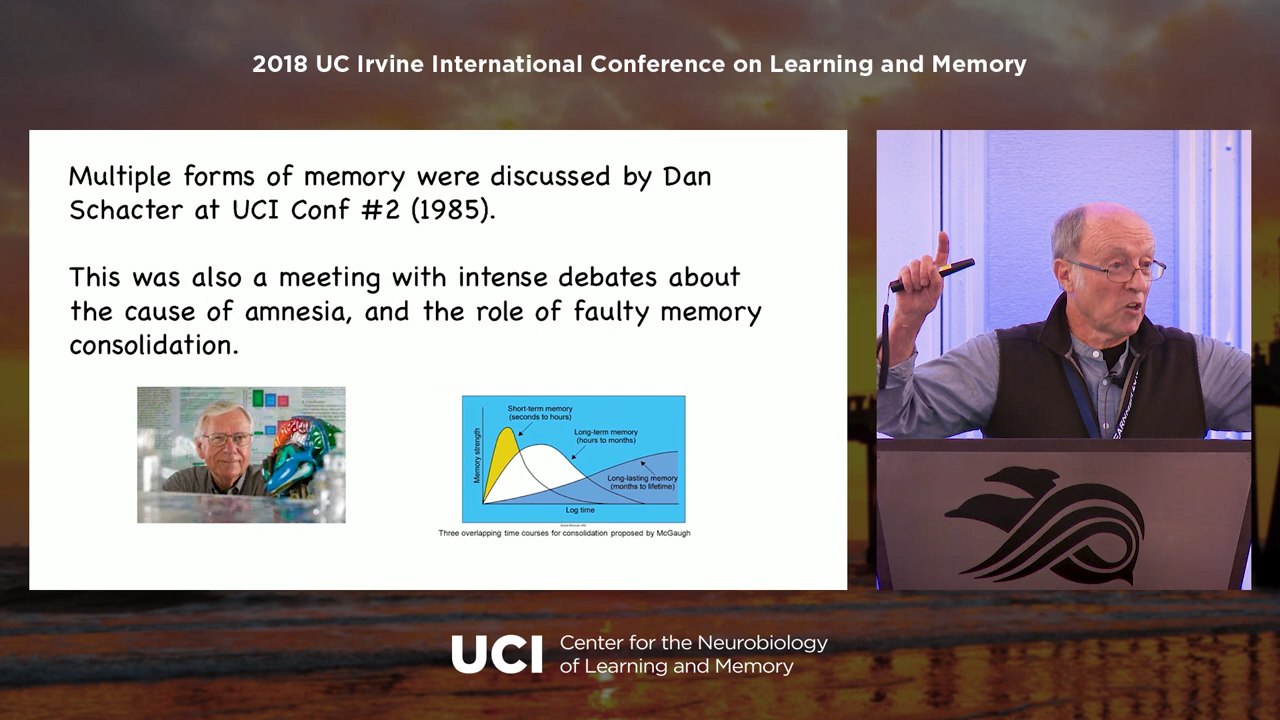 2018 UC Irvine International Conference on Learning and Memory
Multiple forms of memory were discussed by Dan
Schacter at UCI Conf #2 (1985).
This was also a meeting with intense debates about
the cause of amnesia, and the role of faulty memory
consolidation.
Short-term memory
(seconds to hours)
Long-term memory
(hours to months)
Long-lasting memory
(months to lifetime)
Memory strength
Log time
Three overlapping time courses for consolidation proposed by McGaugh
UCI Center for the Neurobiology
of Learning and Memory